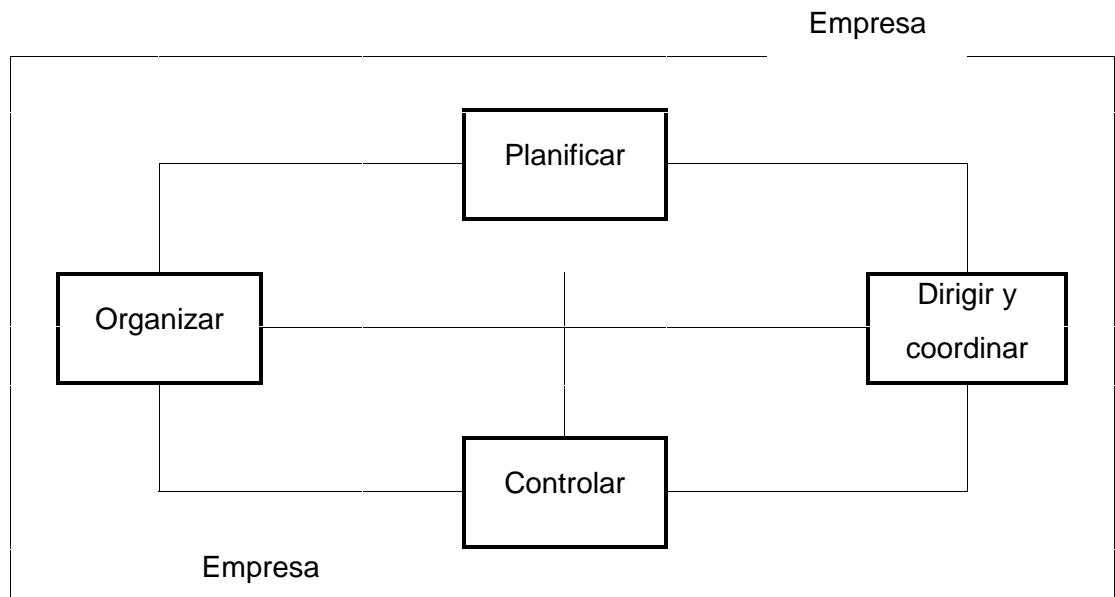 Empresa
Planificar
Organizar
Dirigir y
coordinar
Controlar
Empresa